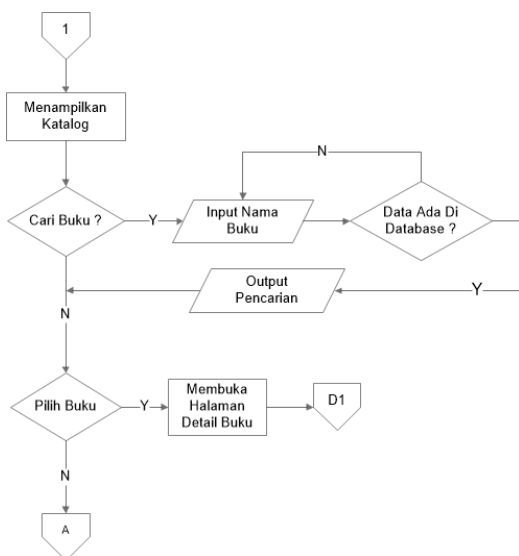 1
Menampilkan
Katalog
Cari Buku ?
Y
Input Nama
Buku
N
Data Ada Di
Database ?
Y
Output
Pencarian
N
Pilih Buku
Y
Membuka
Halaman
Detail Buku
D1
N
A